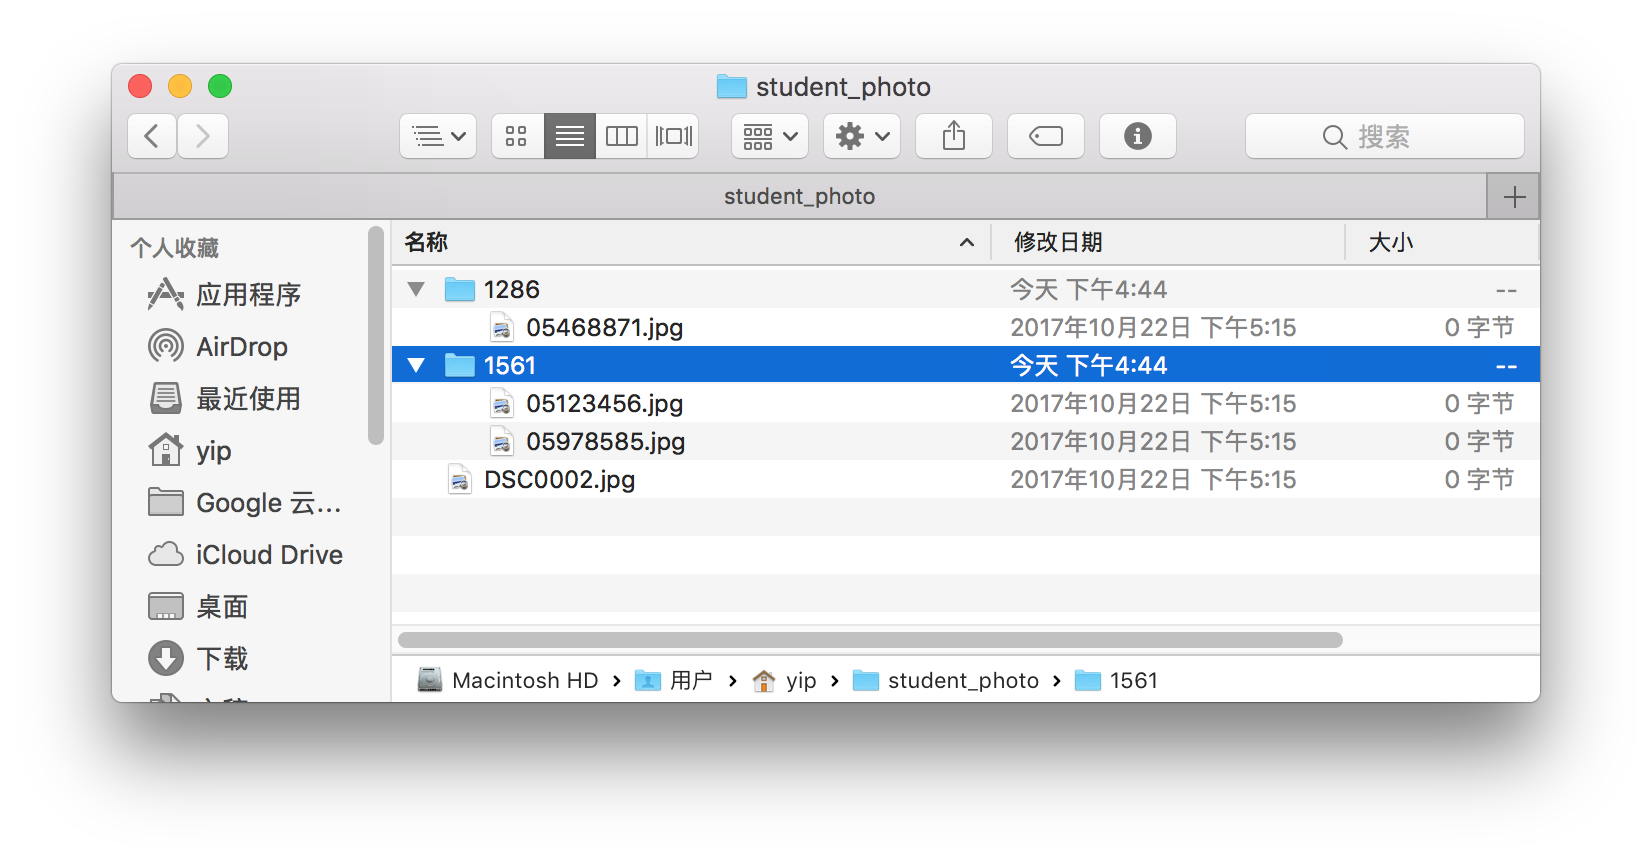 student_photo
搜索
student_photo
个人收藏
应用程序
AirDrop
最近使用
yip
Google 云...
iCloud Drive
桌面
下载
名称 修改日期 大小
1286 今天 下午4:44 --
05468871.jpg 2017年10月22日 下午5:15 0 字节
1561 今天 下午4:44 --
05123456.jpg 2017年10月22日 下午5:15 0 字节
05978585.jpg 2017年10月22日 下午5:15 0 字节
DSC0002.jpg 2017年10月22日 下午5:15 0 字节
Macintosh HD › 用户 › yip › student_photo › 1561